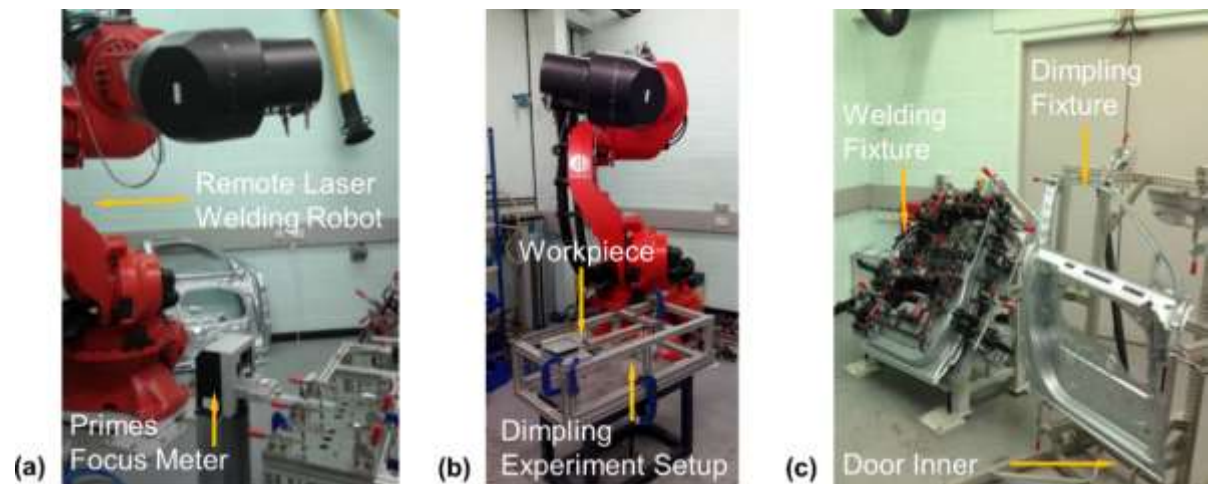 Remote Laser
Welding Robot
Primes
Focus Meter
(a)
Workpiece
Dimpling
Experiment Setup
(b)
Dimpling
Fixture
Welding
Fixture
Door Inner
(c)